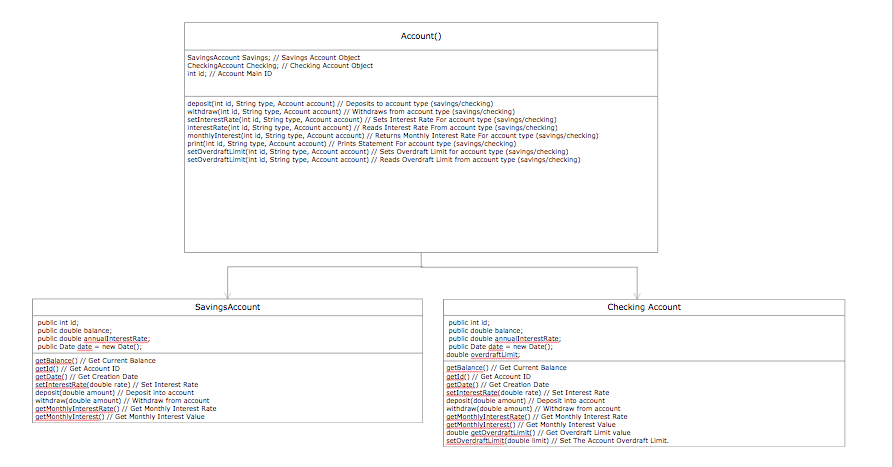 Account()
SavingsAccount Savings; // Savings Account Object
CheckingAccount Checking; // Checking Account Object
int id; // Account Main ID
deposit(int id, String type, Account account) // Deposits to account type (savings/checking)
withdraw(int id, String type, Account account) // Withdraws from account type (savings/checking)
setInterestRate(int id, String type, Account account) // Sets Interest Rate For account type (savings/checking)
interestRate(int id, String type, Account account) // Reads Interest Rate From account type (savings/checking)
monthlyInterest(int id, String type, Account account) // Returns Monthly Interest Rate For account type (savings/checking)
print(int id, String type, Account account) // Prints Statement For account type (savings/checking)
setOverdraftLimit(int id, String type, Account account) // Sets Overdraft Limit for account type (savings/checking)
setOverdraftLimit(int id, String type, Account account) // Reads Overdraft Limit from account type (savings/checking)
SavingsAccount
public int id;
public double balance;
public double annualInterestRate;
public Date date = new Date();
getBalance() // Get Current Balance
getId() // Get Account ID
getDate() // Get Creation Date
setInterestRate(double rate) // Set Interest Rate
deposit(double amount) // Deposit into account
withdraw(double amount) // Withdraw from account
getMonthlyInterestRate() // Get Monthly Interest Rate
getMonthlyInterest() // Get Monthly Interest Value
Checking Account
public int id;
public double balance;
public double annualInterestRate;
public Date date = new Date();
double overdraftLimit;
getBalance() // Get Current Balance
getId() // Get Account ID
getDate() // Get Creation Date
setInterestRate(double rate) // Set Interest Rate
deposit(double amount) // Deposit into account
withdraw(double amount) // Withdraw from account
getMonthlyInterestRate() // Get Monthly Interest Rate
getMonthlyInterest() // Get Monthly Interest Value
double getOverdraftLimit() // Get Overdraft Limit value
setOverdraftLimit(double limit) // Set The Account Overdraft Limit.